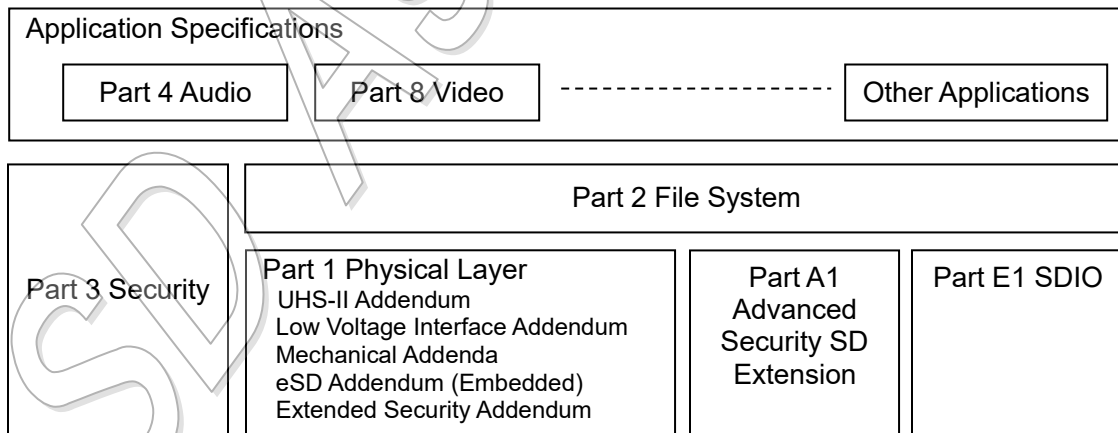 Application Specifications
Part 4 Audio
Part 8 Video
Other Applications
Part 3 Security
Part 2 File System
Part 1 Physical Layer
UHS-II Addendum
Low Voltage Interface Addendum
Mechanical Addenda
eSD Addendum (Embedded)
Extended Security Addendum
Part A1
Advanced
Security SD
Extension
Part E1 SDIO
SD AS